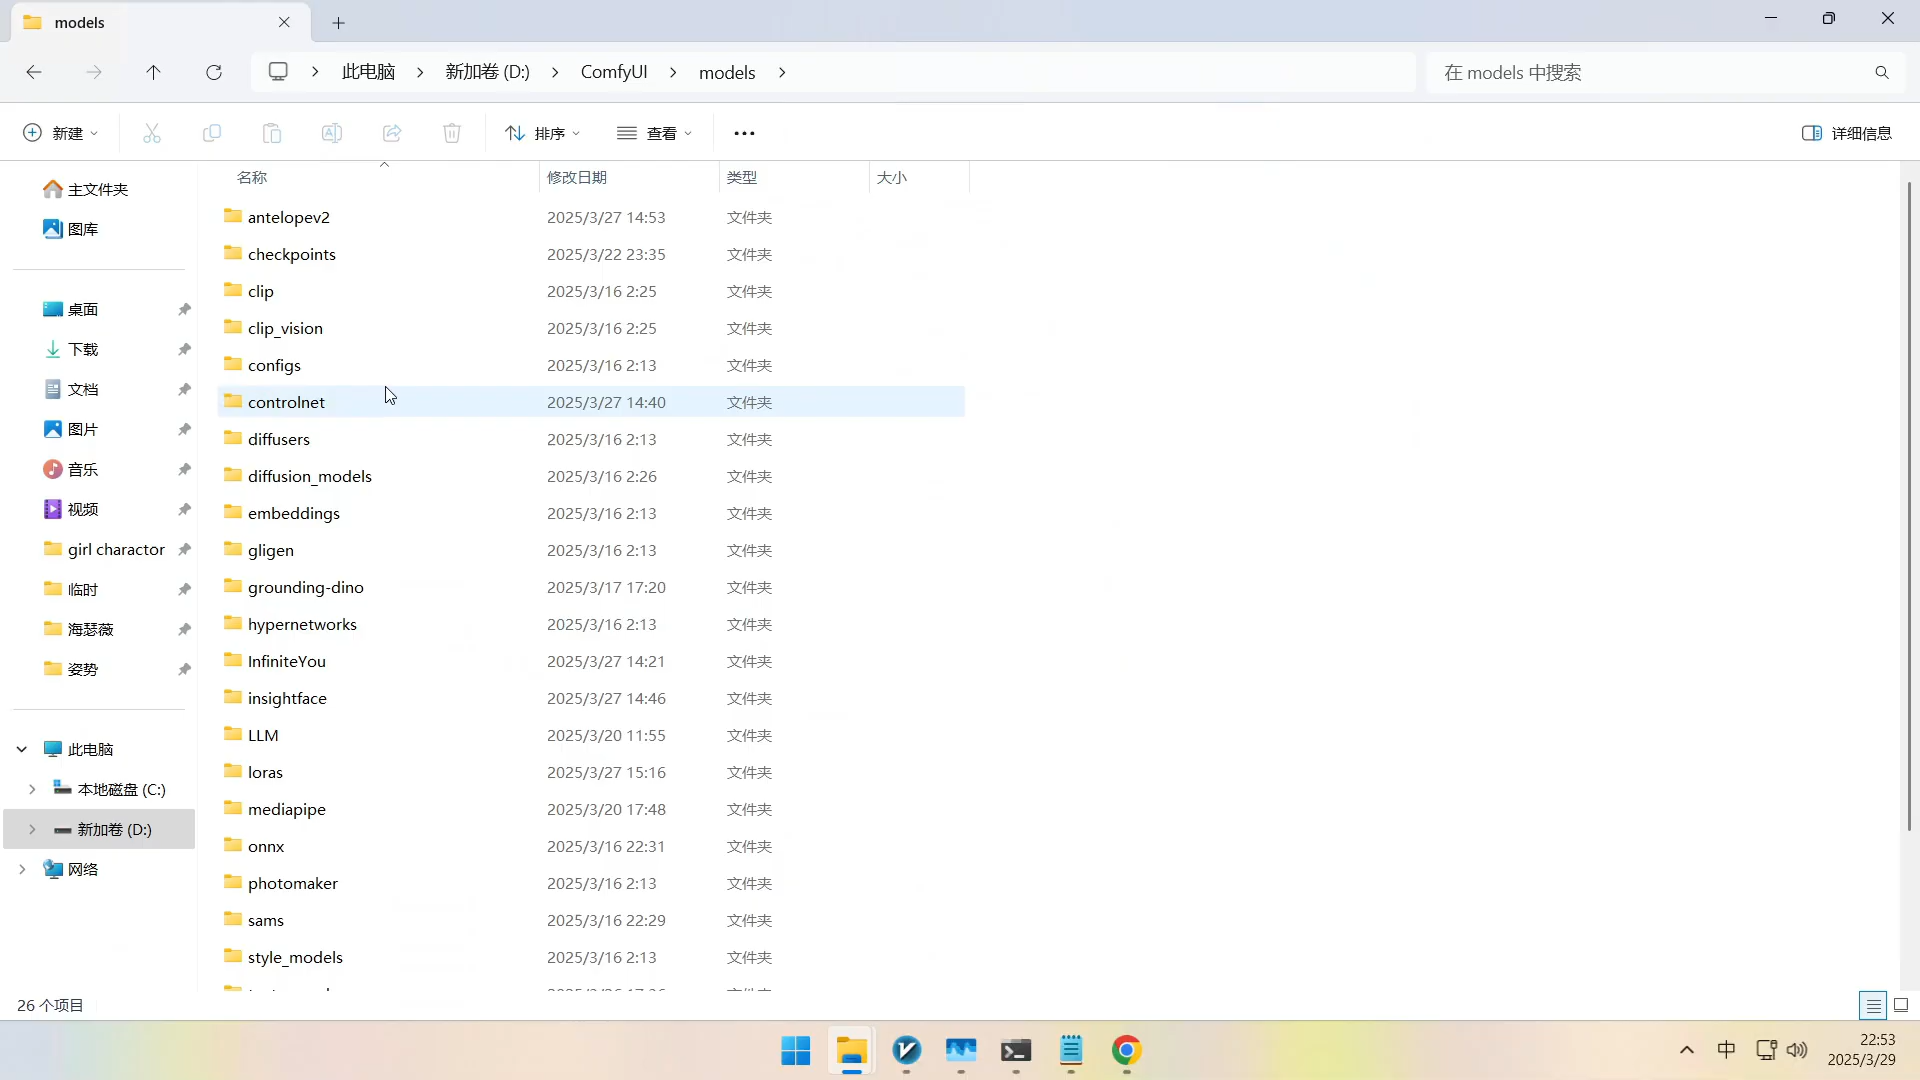 models
此电脑 新加卷 (D:) ComfyUI models
在 models 中搜索
新建 排序 查看 详细信息
主文件夹
图库
桌面
下载
文档
图片
音乐
视频
girl charactor
临时
海瑟薇
姿势
此电脑
本地磁盘 (C:)
新加卷 (D:)
网络
名称 修改日期 类型 大小
antelopev2 2025/3/27 14:53 文件夹
checkpoints 2025/3/22 23:35 文件夹
clip 2025/3/16 2:25 文件夹
clip_vision 2025/3/16 2:25 文件夹
configs 2025/3/16 2:13 文件夹
controlnet 2025/3/27 14:40 文件夹
diffusers 2025/3/16 2:13 文件夹
diffusion_models 2025/3/16 2:26 文件夹
embeddings 2025/3/16 2:13 文件夹
gligen 2025/3/16 2:13 文件夹
grounding-dino 2025/3/17 17:20 文件夹
hypernetworks 2025/3/16 2:13 文件夹
InfiniteYou 2025/3/27 14:21 文件夹
insightface 2025/3/27 14:46 文件夹
LLM 2025/3/20 11:55 文件夹
loras 2025/3/27 15:16 文件夹
mediapipe 2025/3/20 17:48 文件夹
onnx 2025/3/16 22:31 文件夹
photomaker 2025/3/16 2:13 文件夹
sams 2025/3/16 22:29 文件夹
style_models 2025/3/16 2:13 文件夹
26 个项目
中
22:53
2025/3/29